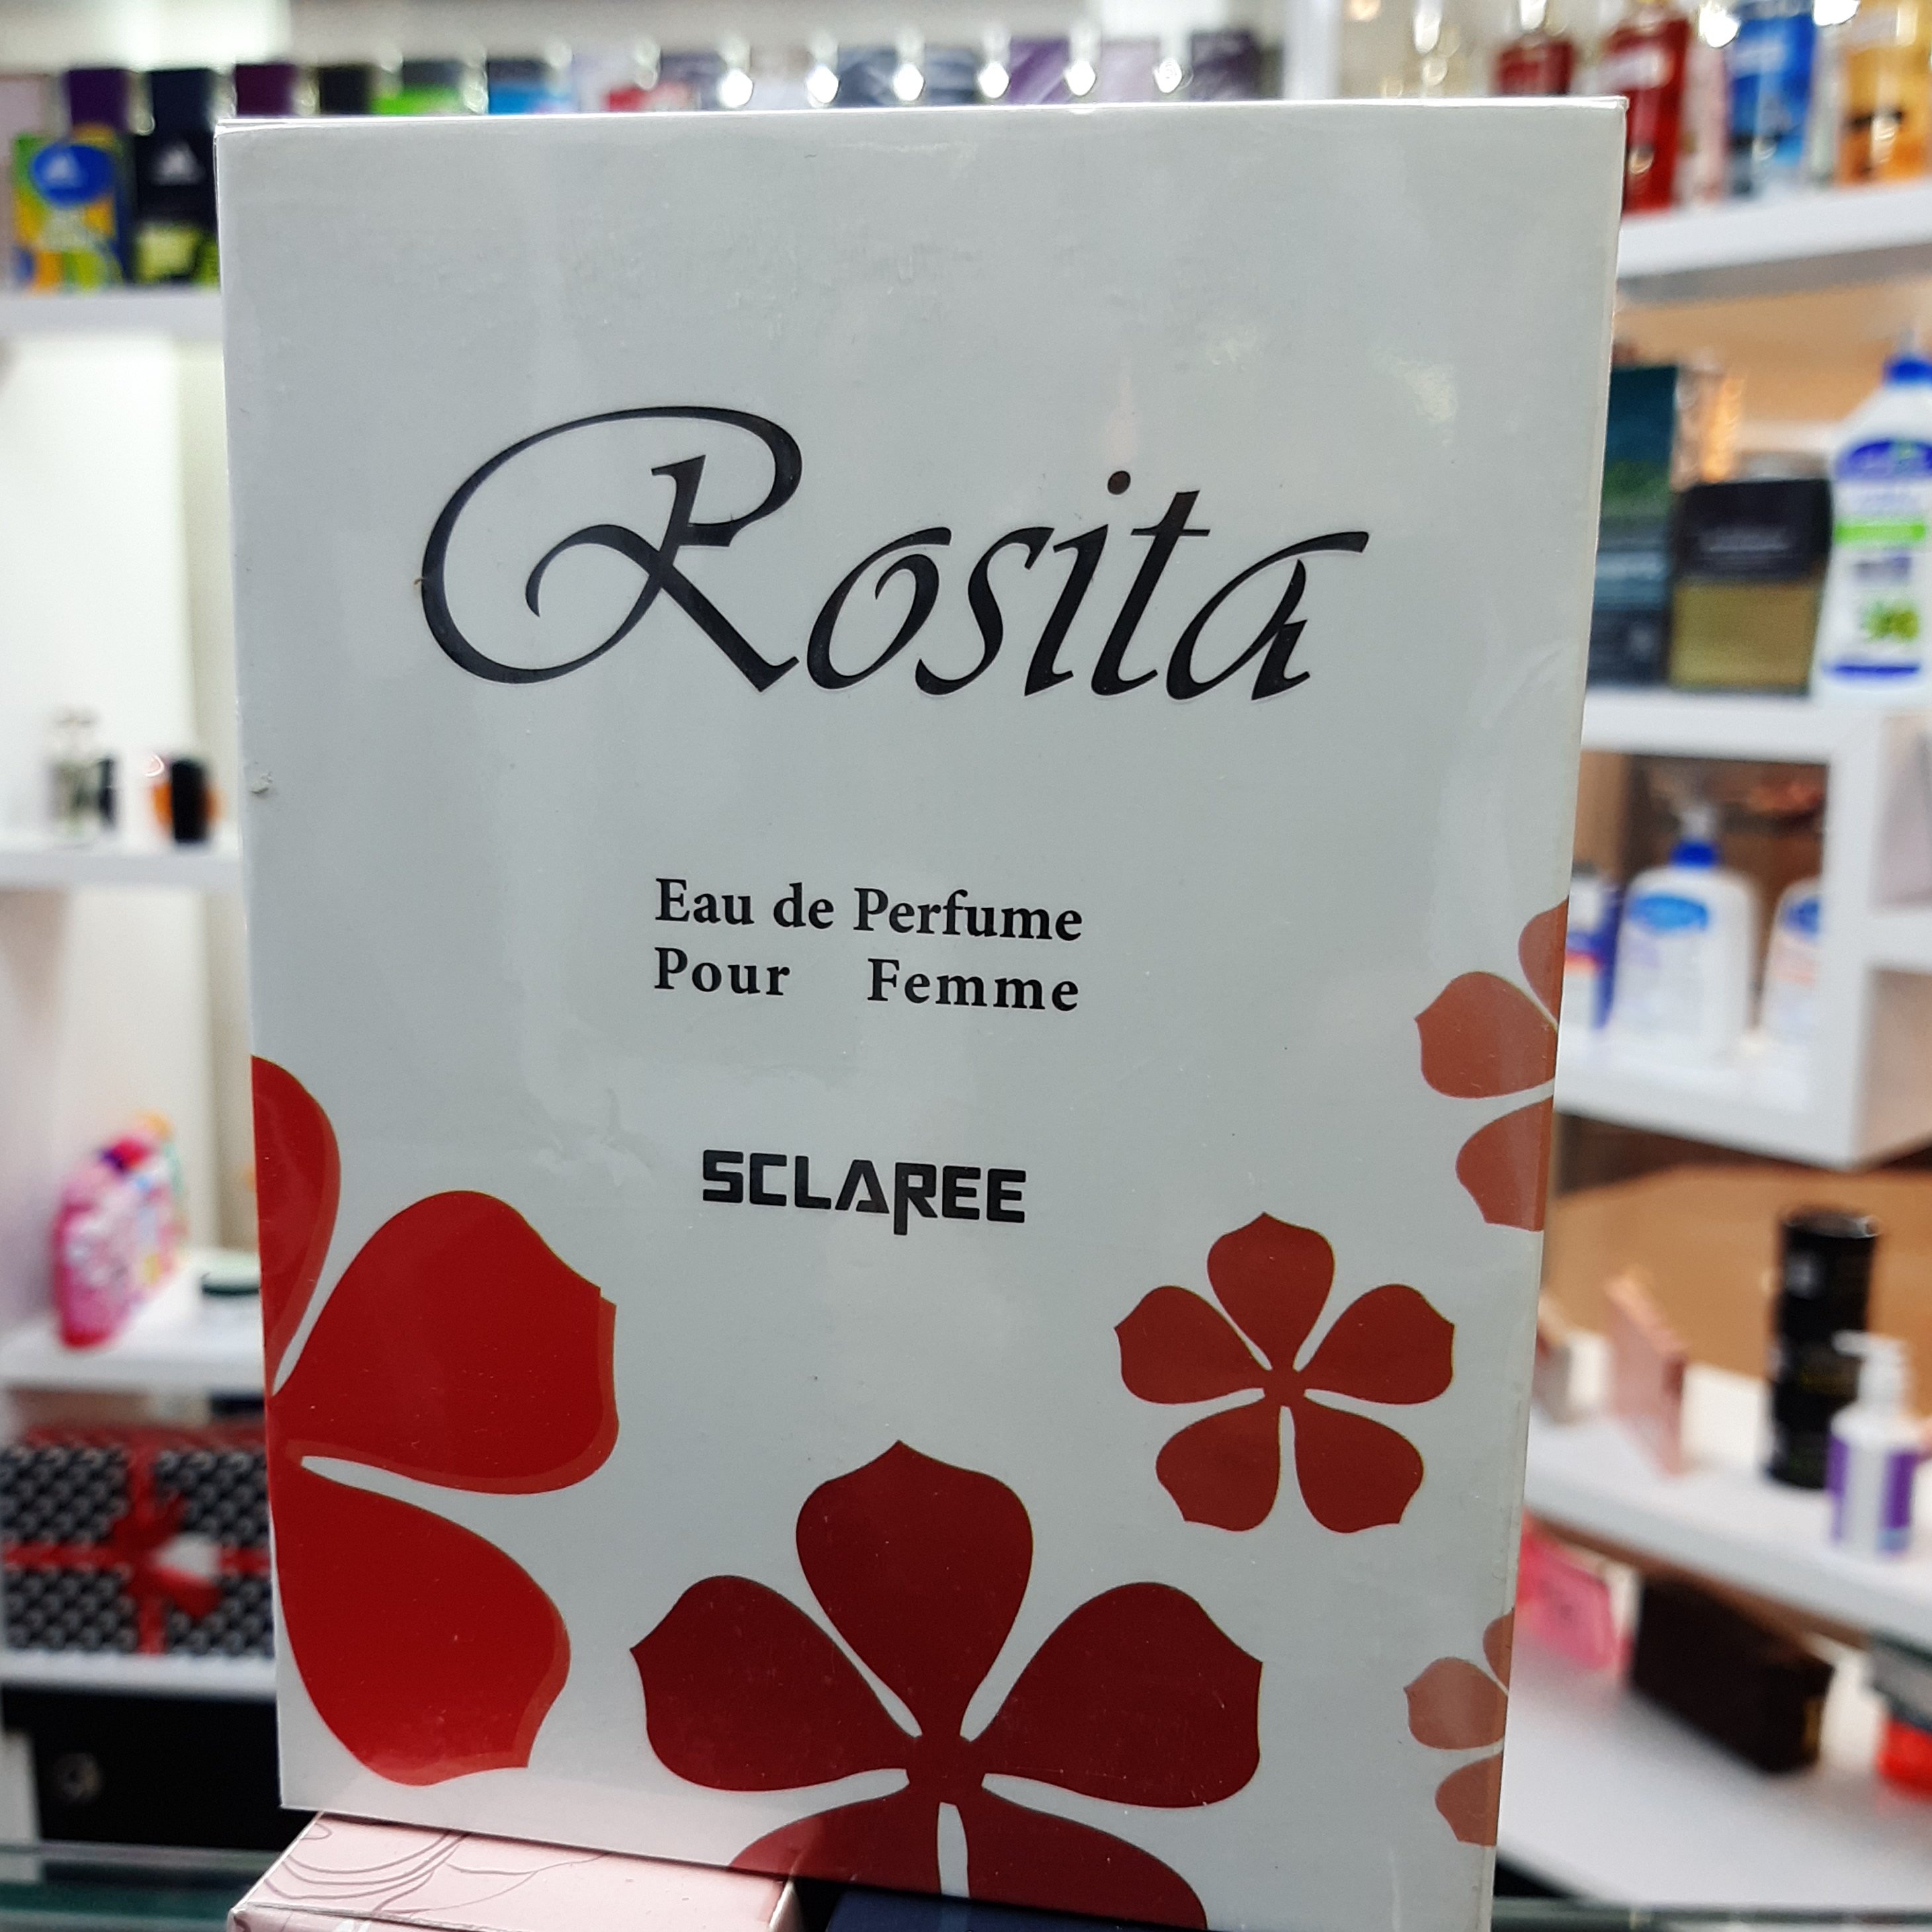 Rosita
Eau de Perfume
Pour Femme
SCLAREE